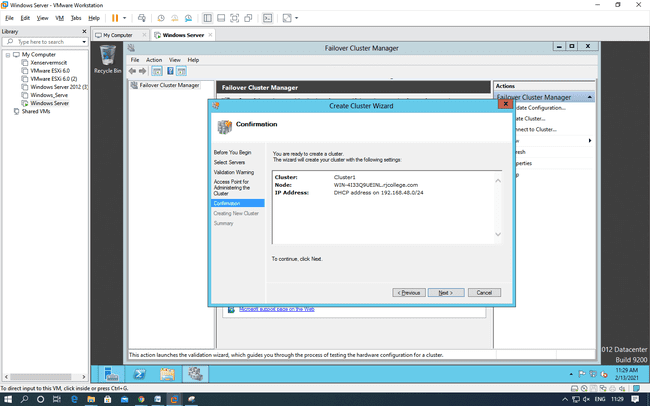 Windows Server - VMware Workstation
File Edit View VM Tabs Help
Library
Type here to search
My Computer
Xenservermscit
VMware ESXi 6.0
VMware ESXi 6.0 (2)
Windows Server 2012 (3)
Windows_Serve
Windows Server
Shared VMs
My Computer
Windows Server
Recycle Bin
Failover Cluster Manager
File Action View Help
Failover Cluster Manager
Failover Cluster Manager
Actions
Failover Cluster Manager
date Configuration...
ate Cluster...
nnect to Cluster...
w
resh
operties
p
Create Cluster Wizard
Confirmation
Before You Begin
Select Servers
Validation Warning
Access Point for
Administering the
Cluster
Confirmation
Creating New Cluster
Summary
You are ready to create a cluster.
The wizard will create your cluster with the following settings:
Cluster: Cluster1
Node: WIN-4I33Q9UEINL.rjcollege.com
IP Address: DHCP address on 192.168.48.0/24
To continue, click Next.
< Previous Next > Cancel
Microsoft support page on the Web
This action launches the validation wizard, which guides you through the process of testing the hardware configuration for a cluster.
012 Datacenter
Build 9200
11:29 AM
2/13/2021
To direct input to this VM, click inside or press Ctrl+G.
ENG 11:29